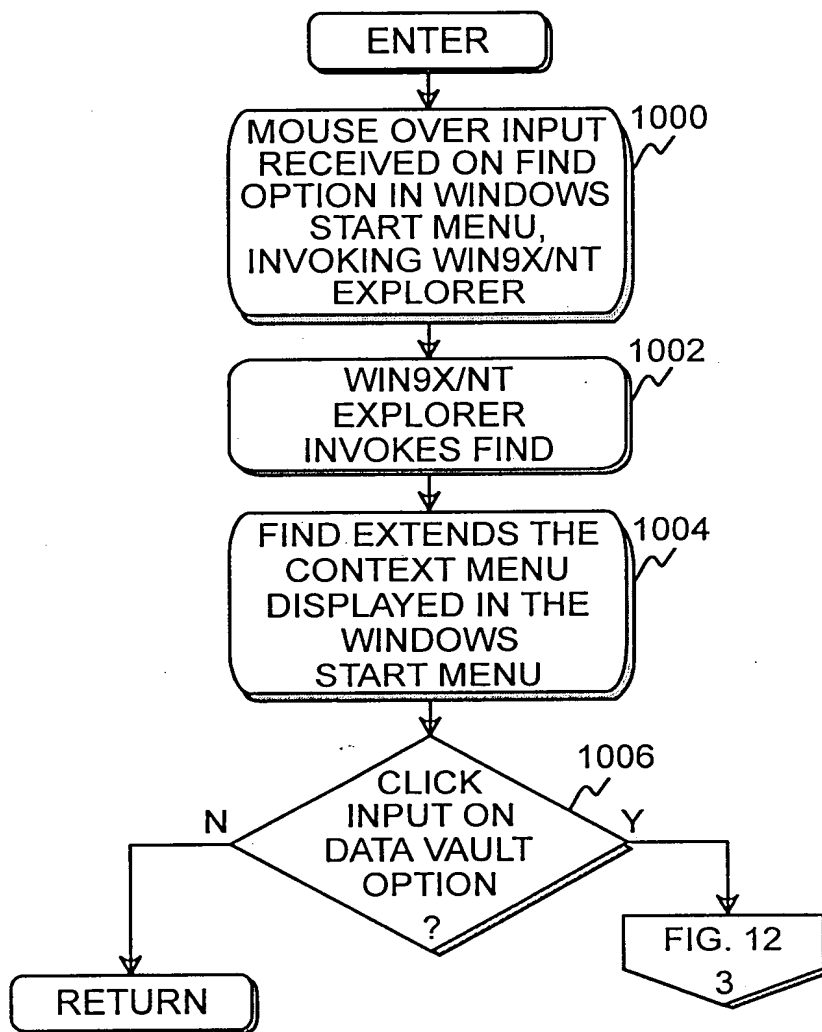 ENTER
1000
MOUSE OVER INPUT
RECEIVED ON FIND
OPTION IN WINDOWS
START MENU,
INVOKING WIN9X/NT
EXPLORER
1002
WIN9X/NT
EXPLORER
INVOKES FIND
1004
FIND EXTENDS THE
CONTEXT MENU
DISPLAYED IN THE
WINDOWS
START MENU
1006
CLICK
INPUT ON
DATA VAULT
OPTION
?
N
Y
RETURN
FIG. 12
3